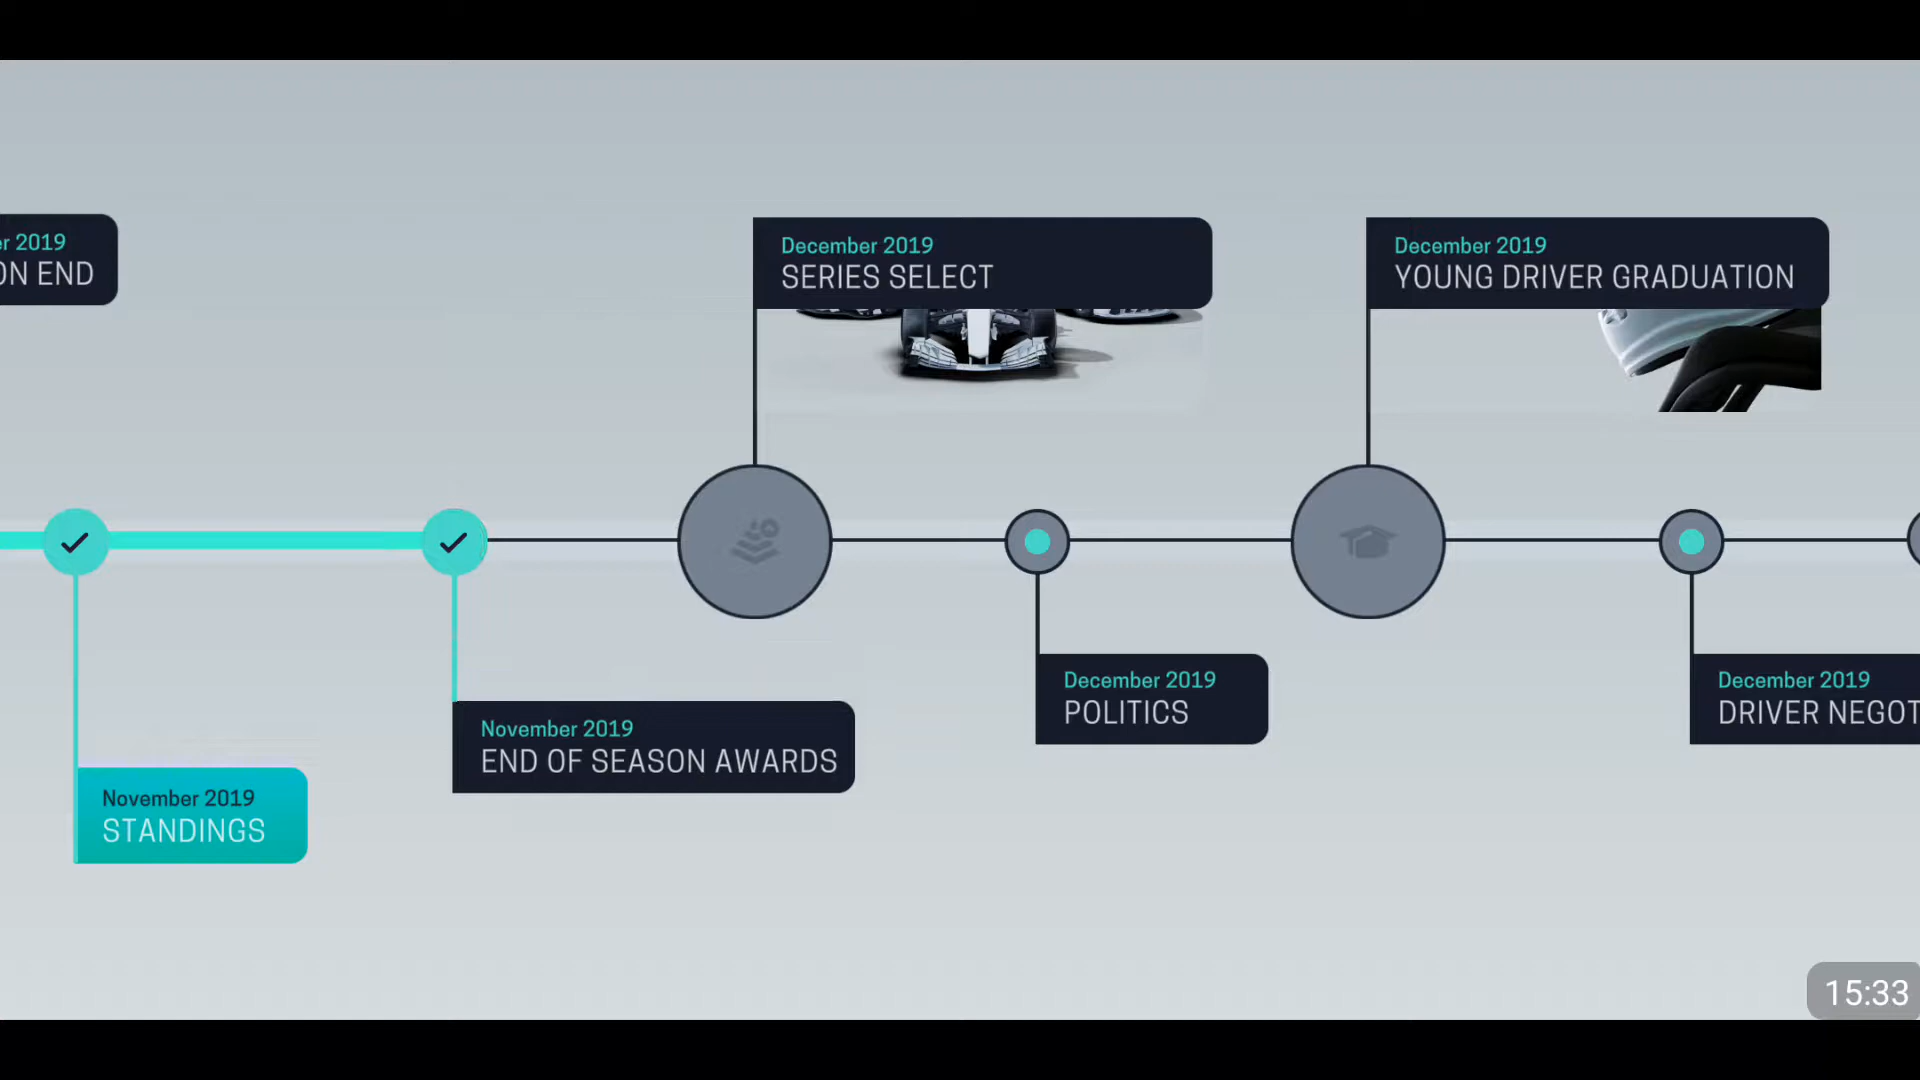 r 2019
ON END
December 2019
SERIES SELECT
December 2019
YOUNG DRIVER GRADUATION
December 2019
POLITICS
December 2019
DRIVER NEGOT
November 2019
END OF SEASON AWARDS
November 2019
STANDINGS
15:33